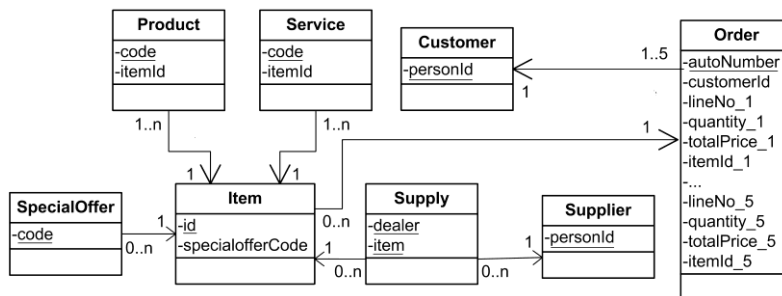 Product
-code
-itemId
Service
-code
-itemId
Customer
-personId
Order
-autoNumber
-customerId
-lineNo_1
-quantity_1
-totalPrice_1
-itemId_1
-...
-lineNo_5
-quantity_5
-totalPrice_5
-itemId_5
1..5
1
1..n
1..n
1
1
1
SpecialOffer
-code
1
0..n
Item
-id
-specialofferCode
0..n
1
0..n
Supply
-dealer
-item
0..n
1
Supplier
-personId